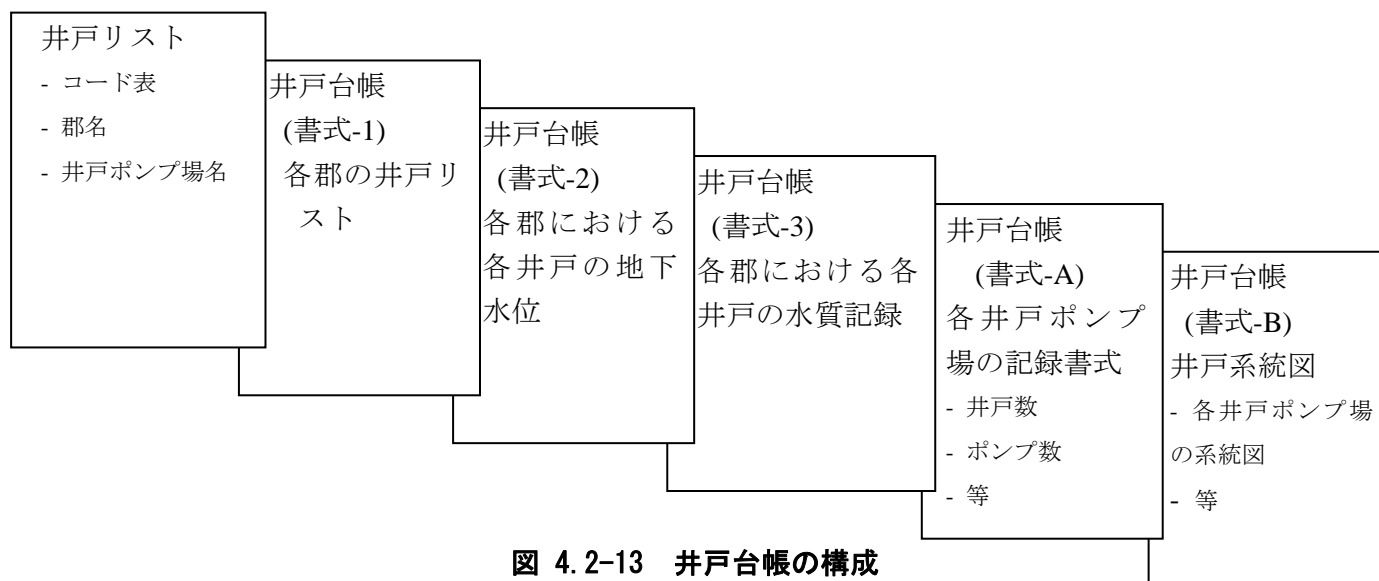 井戸リスト
- コード表
- 郡名
- 井戸ポンプ場名
井戸台帳
(書式-1)
各郡の井戸リ
スト
井戸台帳
(書式-2)
各郡における
各井戸の地下
水位
井戸台帳
(書式-3)
各郡における各
井戸の水質記録
井戸台帳
(書式-A)
各井戸ポンプ
場の記録書式
- 井戸数
- ポンプ数
- 等
井戸台帳
(書式-B)
井戸系統図
- 各井戸ポンプ場
の系統図
- 等
図 4.2-13 井戸台帳の構成